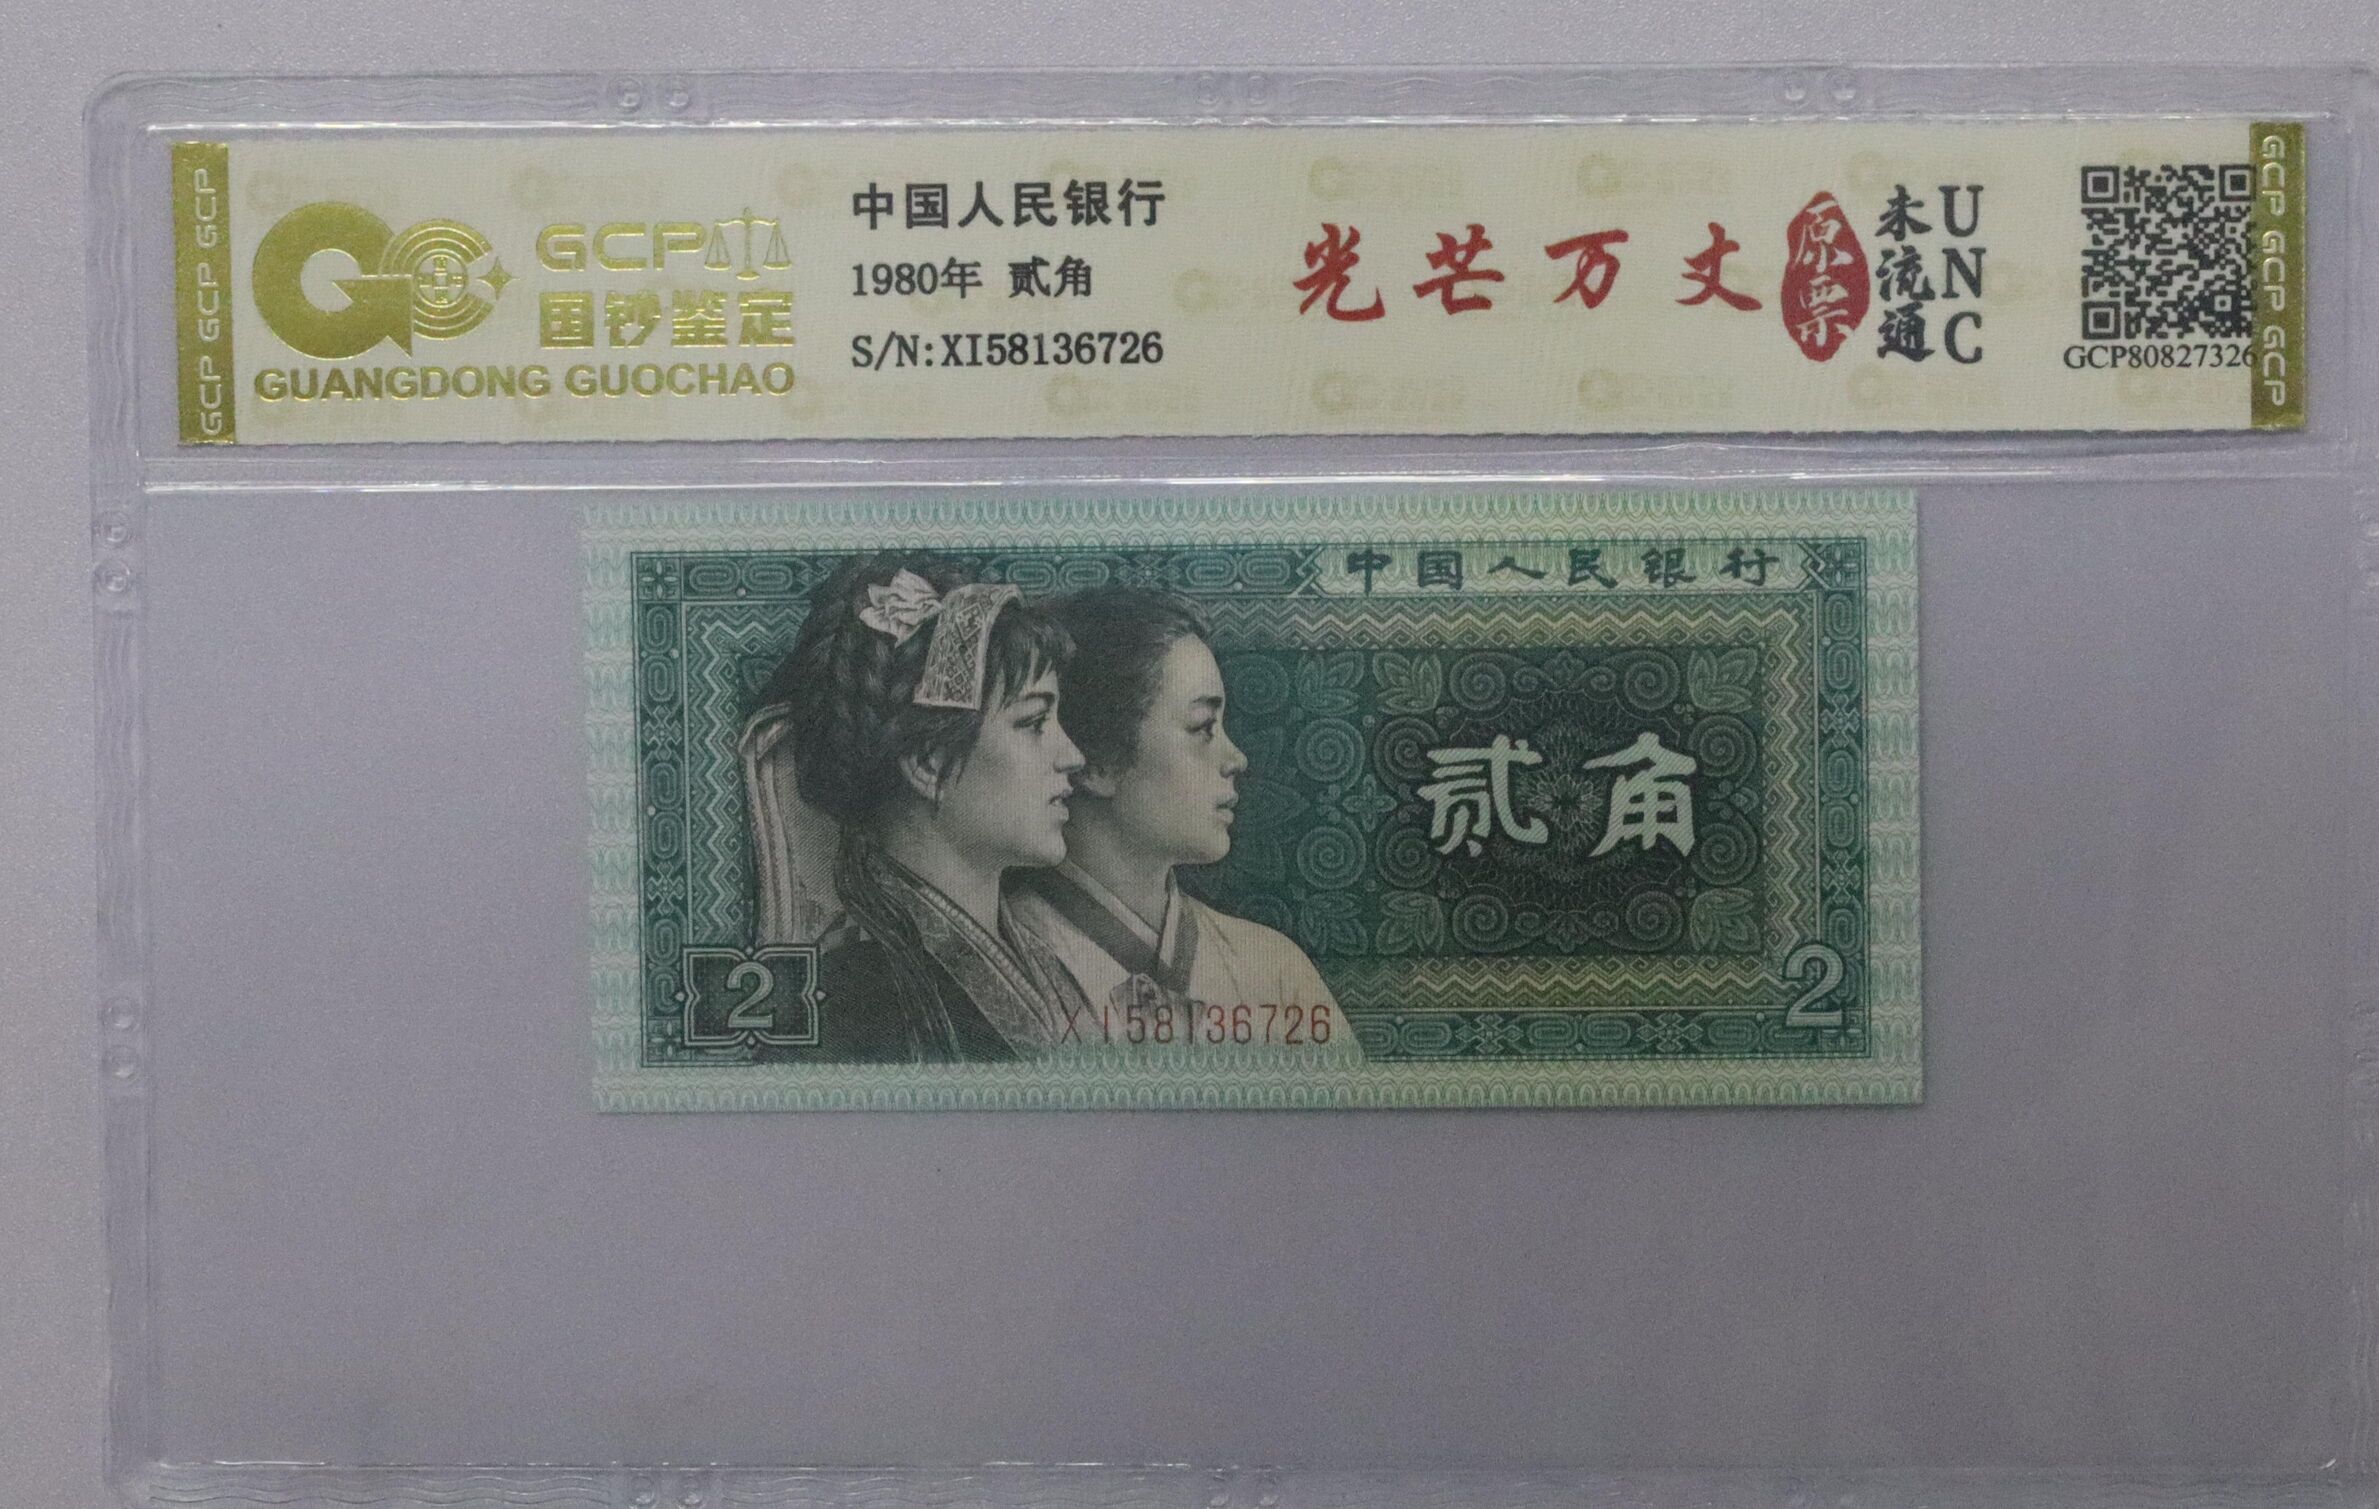 GCP GCP GCP
GCP
国钞鉴定
GUANGDONG GUOCHAO
中国人民银行
1980年 贰角
S/N:XI58136726
光芒万丈
原票
未流通
UNC
GCP80827326
GCP GCP GCP
中国人民银行
贰角
2
2
XI58136726